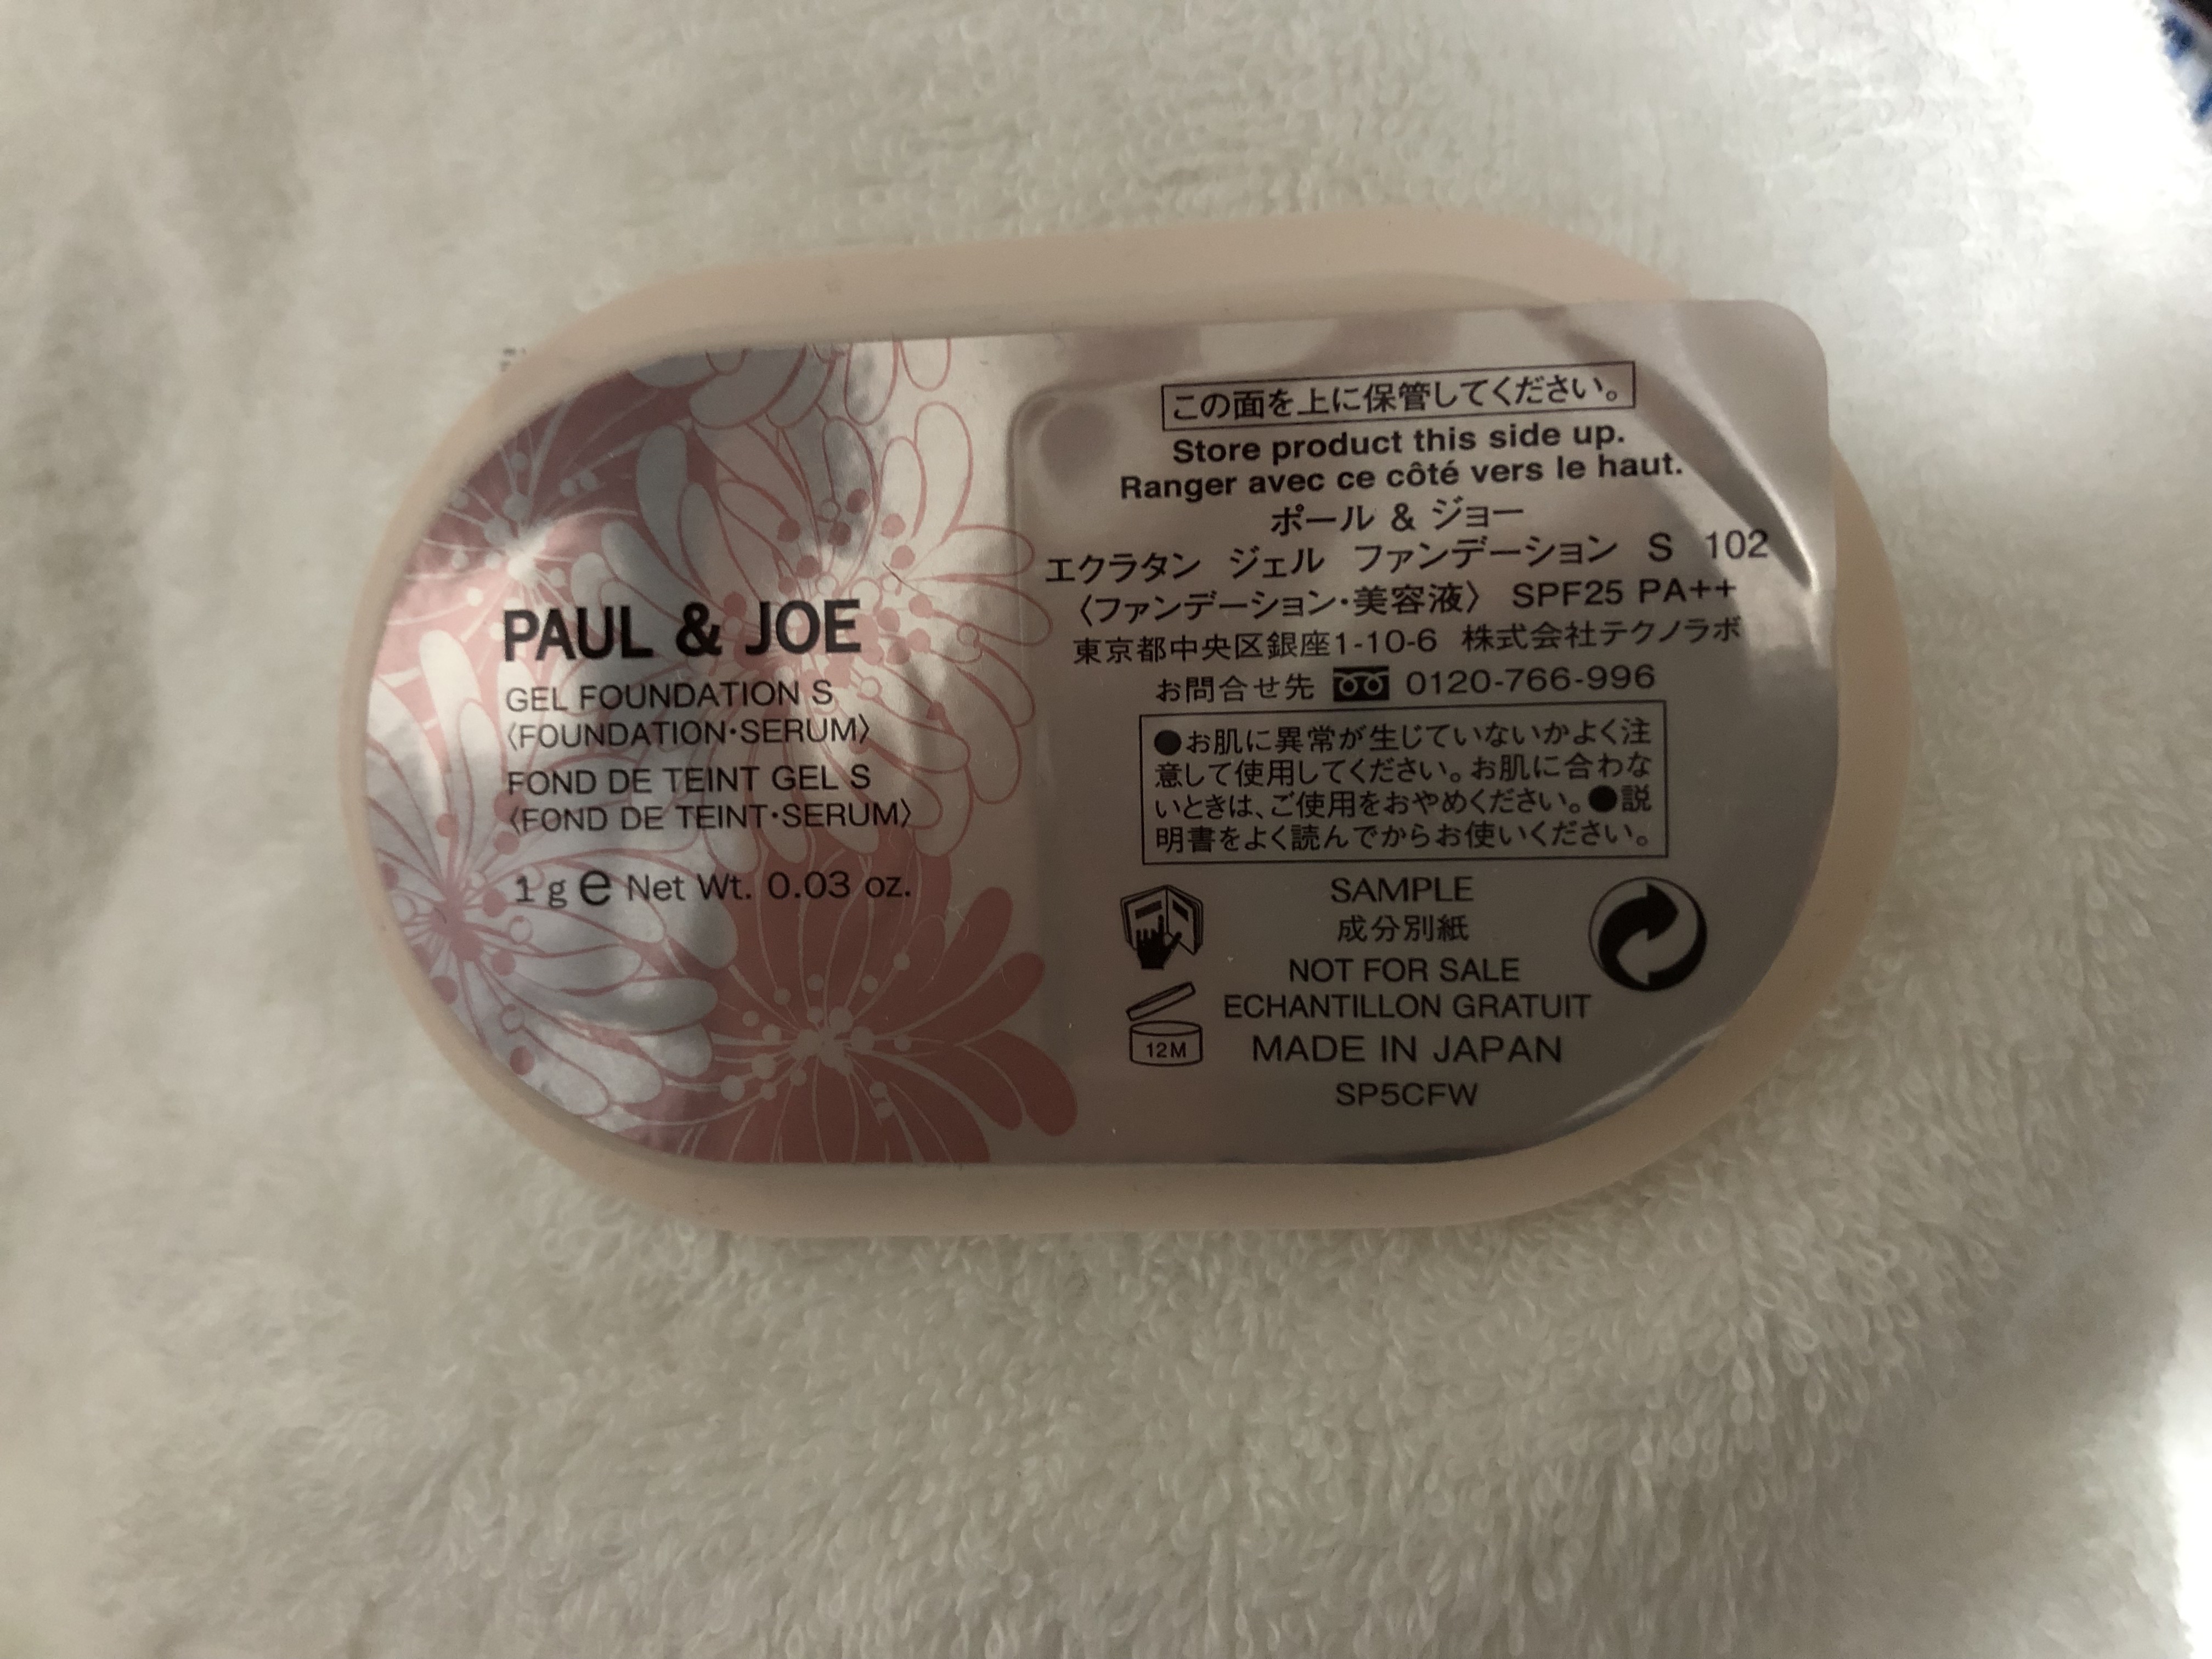 PAUL & JOE
GEL FOUNDATION S
〈FOUNDATION・SERUM〉
FOND DE TEINT GEL S
〈FOND DE TEINT・SERUM〉
1 g e Net Wt. 0.03 oz.
この面を上に保管してください。
Store product this side up.
Ranger avec ce côté vers le haut.
ポール & ジョー
エクラタン ジェル ファンデーション S 102
〈ファンデーション・美容液〉 SPF25 PA++
東京都中央区銀座1-10-6 株式会社テクノラボ
お問合せ先 0120-766-996
●お肌に異常が生じていないかよく注
意して使用してください。お肌に合わな
いときは、ご使用をおやめください。●説
明書をよく読んでからお使いください。
SAMPLE
成分別紙
NOT FOR SALE
ECHANTILLON GRATUIT
12M
MADE IN JAPAN
SP5CFW